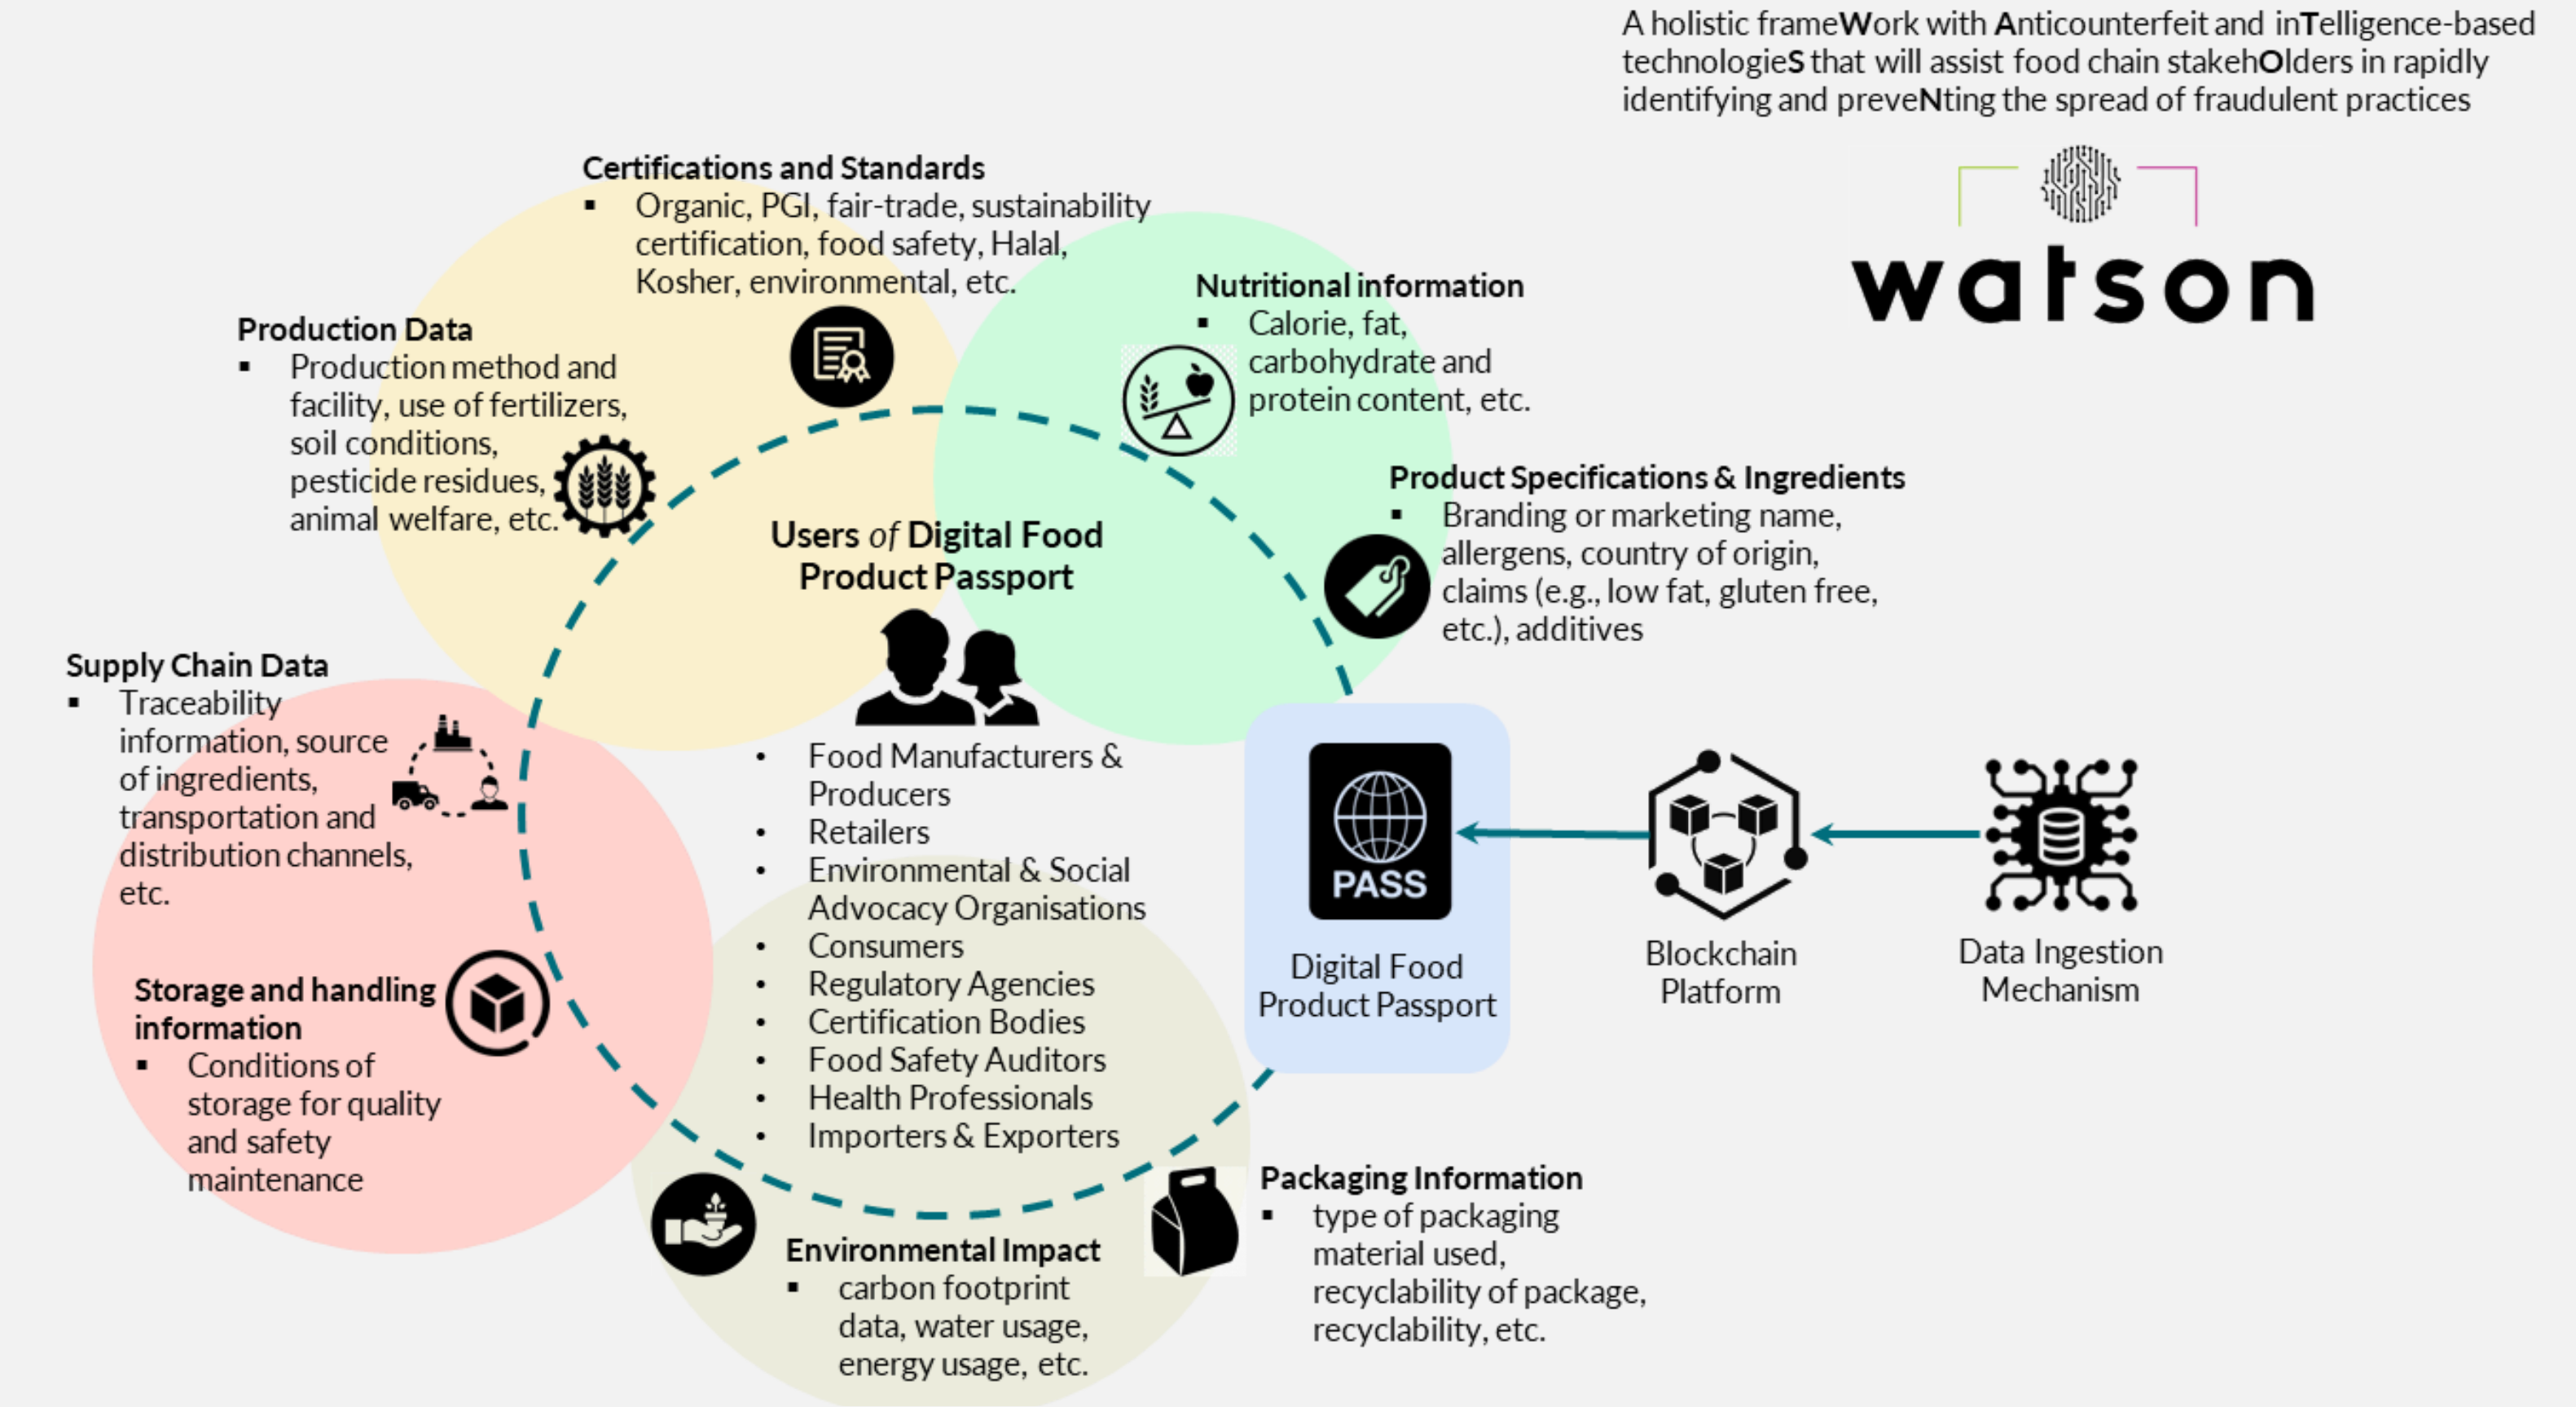 A holistic frameWork with Anticounterfeit and inTelligence-based
technologieS that will assist food chain stakehOlders in rapidly
identifying and preveNting the spread of fraudulent practices
watson
Certifications and Standards
▪ Organic, PGI, fair-trade, sustainability
certification, food safety, Halal,
Kosher, environmental, etc.
Nutritional information
▪ Calorie, fat,
carbohydrate and
protein content, etc.
Production Data
▪ Production method and
facility, use of fertilizers,
soil conditions,
pesticide residues,
animal welfare, etc.
Product Specifications & Ingredients
▪ Branding or marketing name,
allergens, country of origin,
claims (e.g., low fat, gluten free,
etc.), additives
Users of Digital Food
Product Passport
• Food Manufacturers &
Producers
• Retailers
• Environmental & Social
Advocacy Organisations
• Consumers
• Regulatory Agencies
• Certification Bodies
• Food Safety Auditors
• Health Professionals
• Importers & Exporters
Supply Chain Data
▪ Traceability
information, source
of ingredients,
transportation and
distribution channels,
etc.
Storage and handling
information
▪ Conditions of
storage for quality
and safety
maintenance
PASS
Digital Food
Product Passport
Blockchain
Platform
Data Ingestion
Mechanism
Environmental Impact
▪ carbon footprint
data, water usage,
energy usage, etc.
Packaging Information
▪ type of packaging
material used,
recyclability of package,
recyclability, etc.